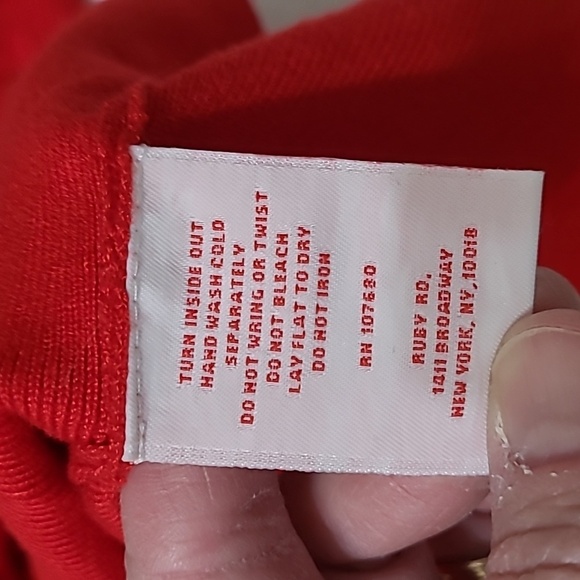 TURN INSIDE OUT
HAND WASH COLD
SEPARATELY
DO NOT WRING OR TWIST
DO NOT BLEACH
LAY FLAT TO DRY
DO NOT IRON
RN 107680
RUBY RD.
1411 BROADWAY
NEW YORK, NY,10018